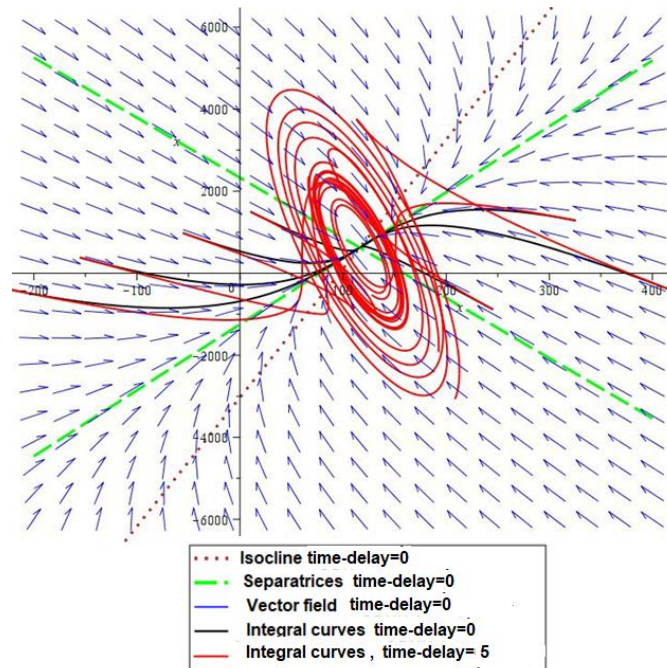 6000
4000
x
2000
0
-200 -100 100 x 300 400
-2000
-4000
-6000
Isocline time-delay=0
Separatrices time-delay=0
Vector field time-delay=0
Integral curves time-delay=0
Integral curves , time-delay= 5